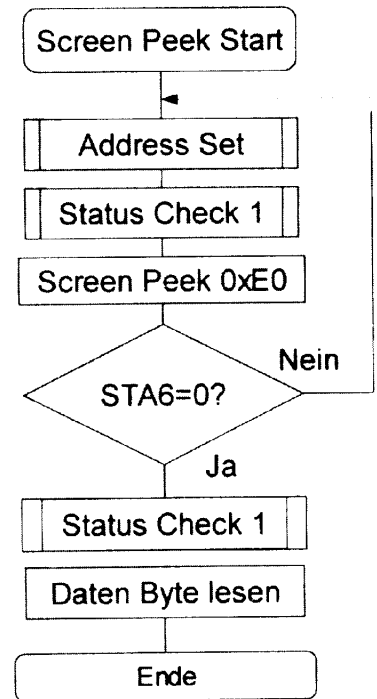 Screen Peek Start
Address Set
Status Check 1
Screen Peek 0xE0
Nein
STA6=0?
Ja
Status Check 1
Daten Byte lesen
Ende